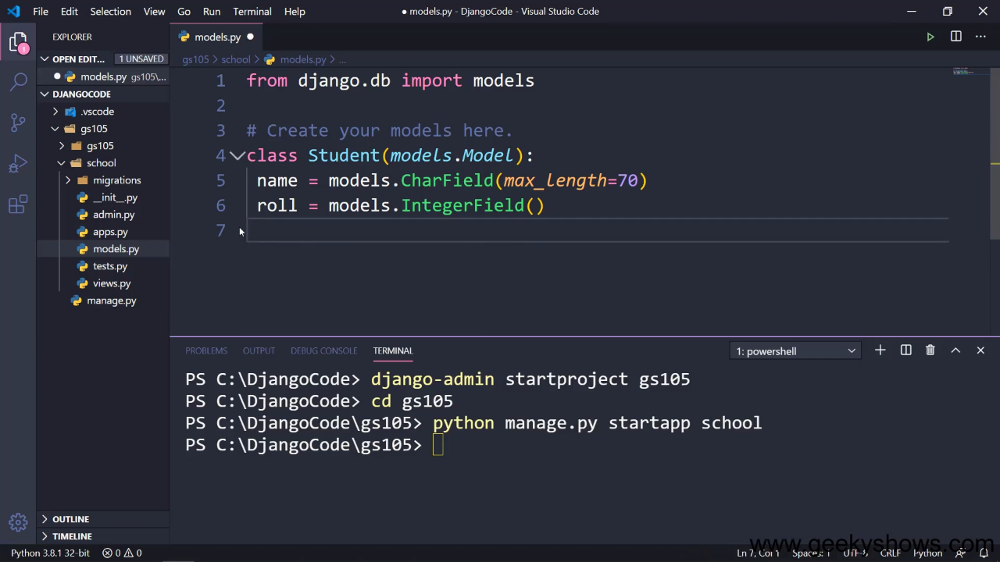 File Edit Selection View Go Run Terminal Help
● models.py - DjangoCode - Visual Studio Code
EXPLORER
OPEN EDIT... 1 UNSAVED
models.py gs105\...
DJANGOCODE
.vscode
gs105
gs105
school
migrations
__init__.py
admin.py
apps.py
models.py
tests.py
views.py
manage.py
OUTLINE
TIMELINE
1
models.py
gs105 > school > models.py > ...
1 from django.db import models
2
3 # Create your models here.
4 class Student(models.Model):
5 name = models.CharField(max_length=70)
6 roll = models.IntegerField()
7
PROBLEMS OUTPUT DEBUG CONSOLE TERMINAL 1: powershell
PS C:\DjangoCode> django-admin startproject gs105
PS C:\DjangoCode> cd gs105
PS C:\DjangoCode\gs105> python manage.py startapp school
PS C:\DjangoCode\gs105>
Python 3.8.1 32-bit 0 0 Ln 7, Col 1 Spaces: 1 UTF-8 CRLF Python
www.geekyshows.com